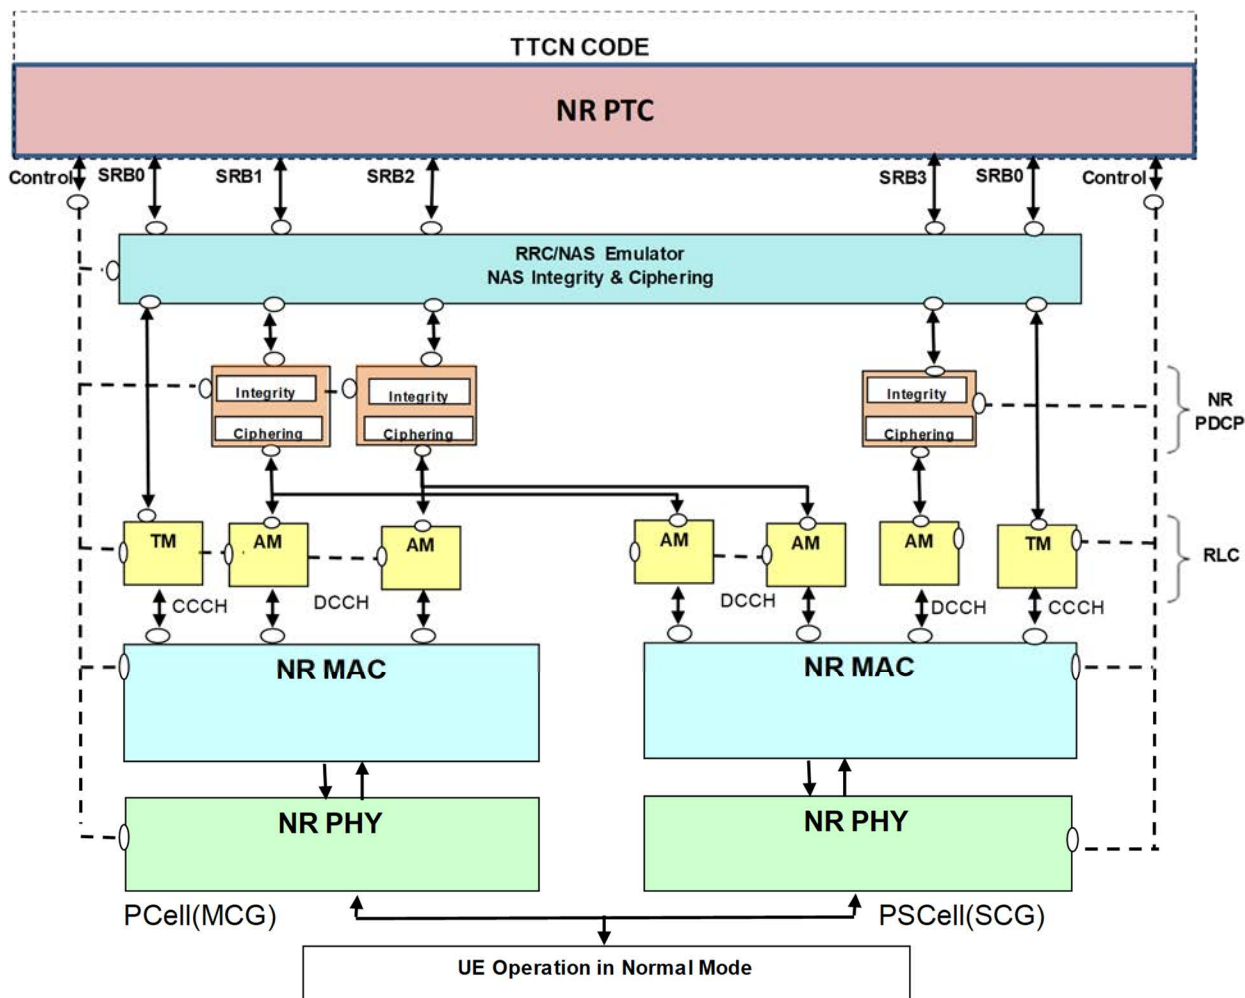 TTCN CODE
NR PTC
Control
SRB0
SRB1
SRB2
SRB3
SRB0
Control
RRC/NAS Emulator
NAS Integrity & Ciphering
Integrity
Ciphering
Integrity
Ciphering
Integrity
Ciphering
NR
PDCP
TM
AM
AM
AM
AM
AM
TM
RLC
CCCH
DCCH
DCCH
DCCH
CCCH
NR MAC
NR MAC
NR PHY
NR PHY
PCell(MCG)
PSCell(SCG)
UE Operation in Normal Mode